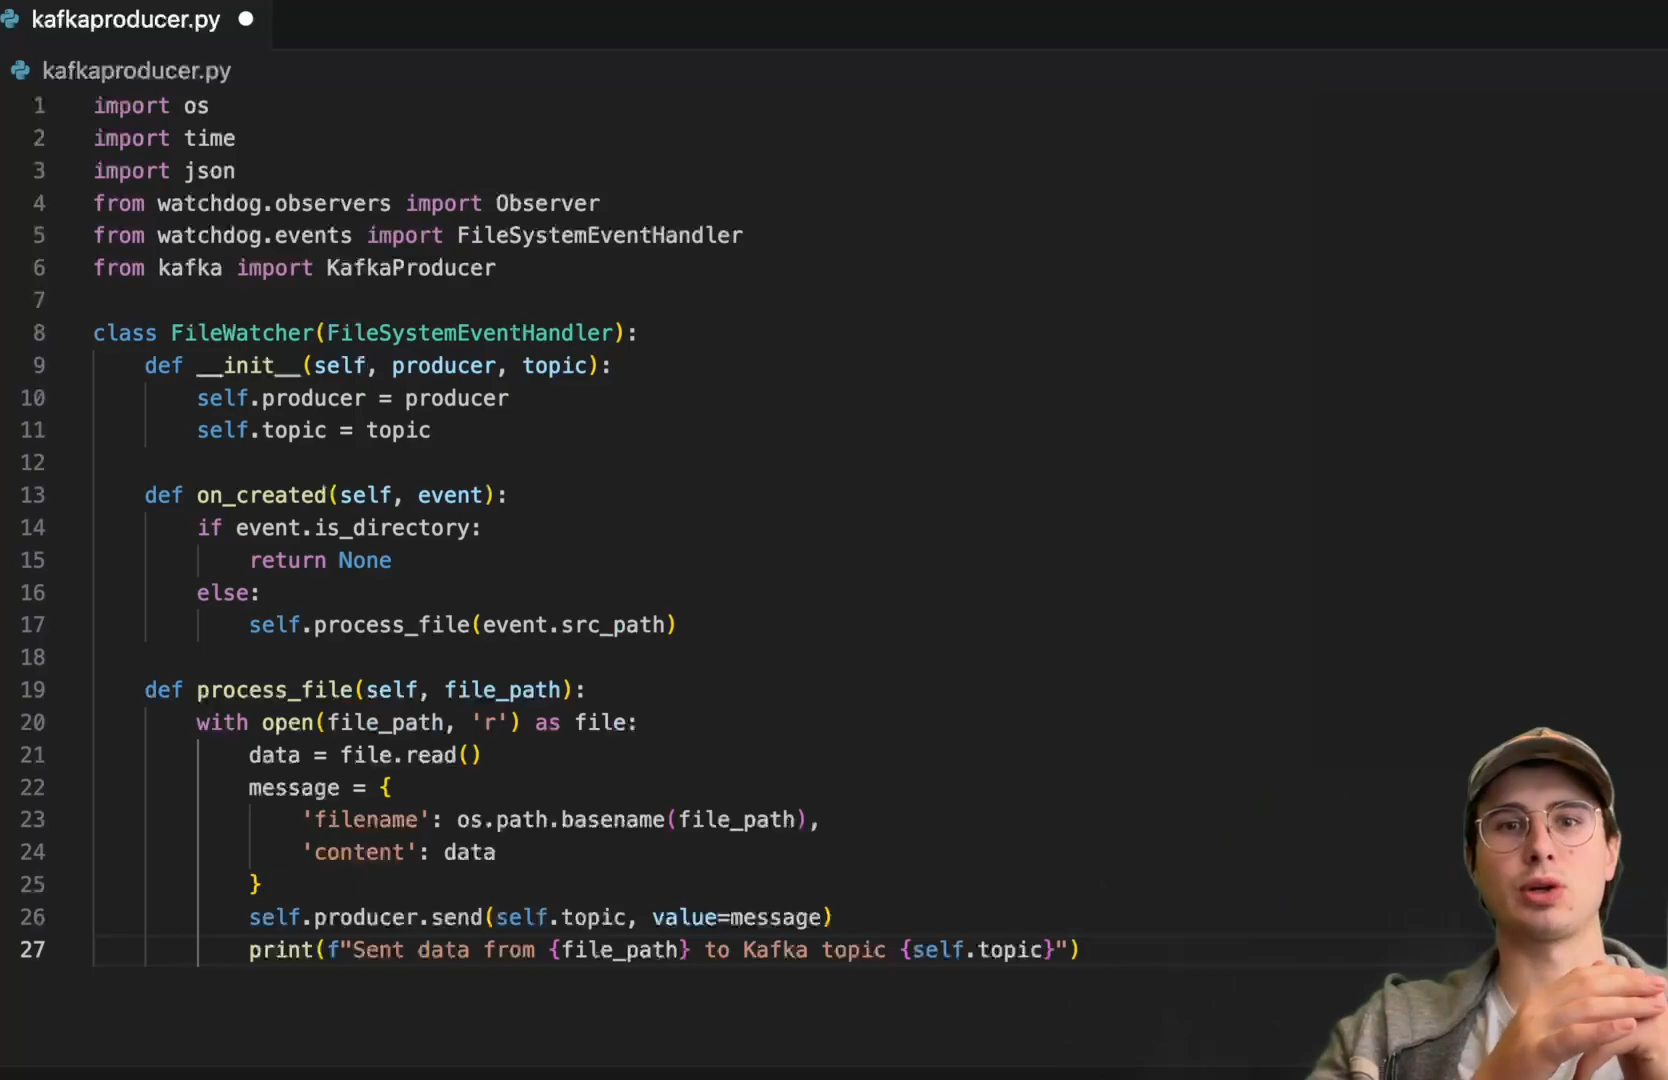 kafkaproducer.py
kafkaproducer.py
1 import os
2 import time
3 import json
4 from watchdog.observers import Observer
5 from watchdog.events import FileSystemEventHandler
6 from kafka import KafkaProducer
7
8 class FileWatcher(FileSystemEventHandler):
9 def __init__(self, producer, topic):
10 self.producer = producer
11 self.topic = topic
12
13 def on_created(self, event):
14 if event.is_directory:
15 return None
16 else:
17 self.process_file(event.src_path)
18
19 def process_file(self, file_path):
20 with open(file_path, 'r') as file:
21 data = file.read()
22 message = {
23 'filename': os.path.basename(file_path),
24 'content': data
25 }
26 self.producer.send(self.topic, value=message)
27 print(f"Sent data from {file_path} to Kafka topic {self.topic}")